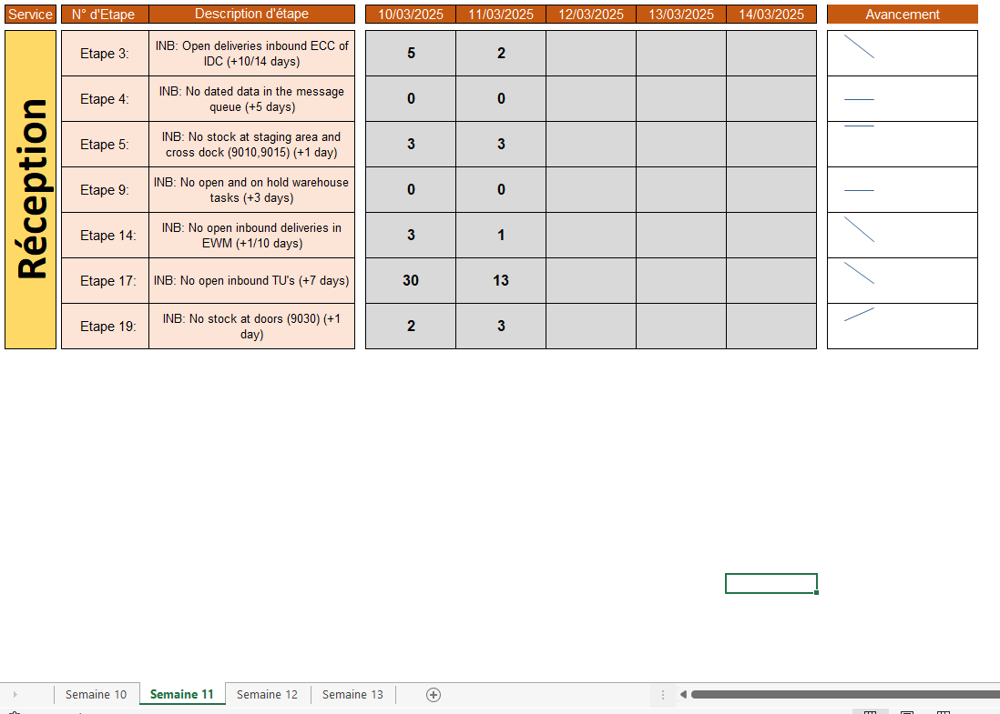 Service N° d'Etape Description d'étape 10/03/2025 11/03/2025 12/03/2025 13/03/2025 14/03/2025 Avancement
Réception
Etape 3: INB: Open deliveries inbound ECC of
IDC (+10/14 days) 5 2
Etape 4: INB: No dated data in the message
queue (+5 days) 0 0
Etape 5: INB: No stock at staging area and
cross dock (9010,9015) (+1 day) 3 3
Etape 9: INB: No open and on hold warehouse
tasks (+3 days) 0 0
Etape 14: INB: No open inbound deliveries in
EWM (+1/10 days) 3 1
Etape 17: INB: No open inbound TU's (+7 days) 30 13
Etape 19: INB: No stock at doors (9030) (+1
day) 2 3
Semaine 10 Semaine 11 Semaine 12 Semaine 13